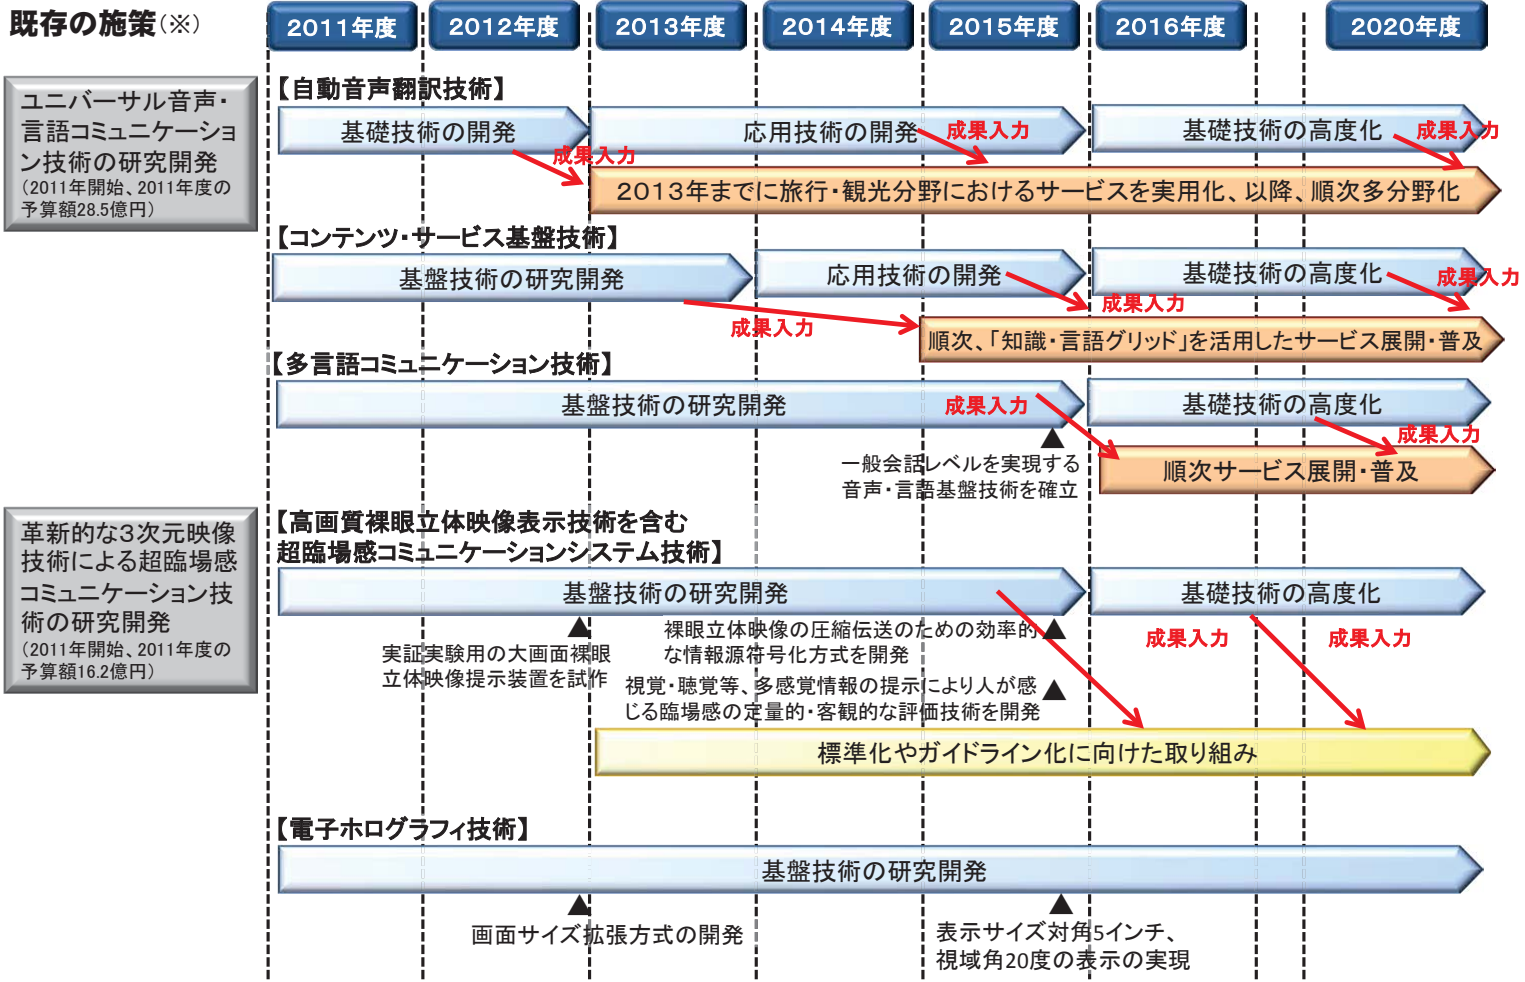 既存の施策(※)
2011年度
2012年度
2013年度
2014年度
2015年度
2016年度
2020年度
ユニバーサル音声・
言語コミュニケーショ
ン技術の研究開発
(2011年開始、2011年度の
予算額28.5億円)
【自動音声翻訳技術】
基礎技術の開発
応用技術の開発
基礎技術の高度化
成果入力
成果入力
成果入力
2013年までに旅行・観光分野におけるサービスを実用化、以降、順次多分野化
【コンテンツ・サービス基盤技術】
基盤技術の研究開発
応用技術の開発
基礎技術の高度化
成果入力
成果入力
成果入力
順次、「知識・言語グリッド」を活用したサービス展開・普及
【多言語コミュニケーション技術】
基盤技術の研究開発
成果入力
基礎技術の高度化
成果入力
一般会話レベルを実現する
音声・言語基盤技術を確立
順次サービス展開・普及
革新的な3次元映像
技術による超臨場感
コミュニケーション技
術の研究開発
(2011年開始、2011年度の
予算額16.2億円)
【高画質裸眼立体映像表示技術を含む
超臨場感コミュニケーションシステム技術】
基盤技術の研究開発
基礎技術の高度化
実証実験用の大画面裸眼
立体映像提示装置を試作
裸眼立体映像の圧縮伝送のための効率的
な情報源符号化方式を開発
成果入力
成果入力
視覚・聴覚等、多感覚情報の提示により人が感
じる臨場感の定量的・客観的な評価技術を開発
標準化やガイドライン化に向けた取り組み
【電子ホログラフィ技術】
基盤技術の研究開発
画面サイズ拡張方式の開発
表示サイズ対角5インチ、
視域角20度の表示の実現